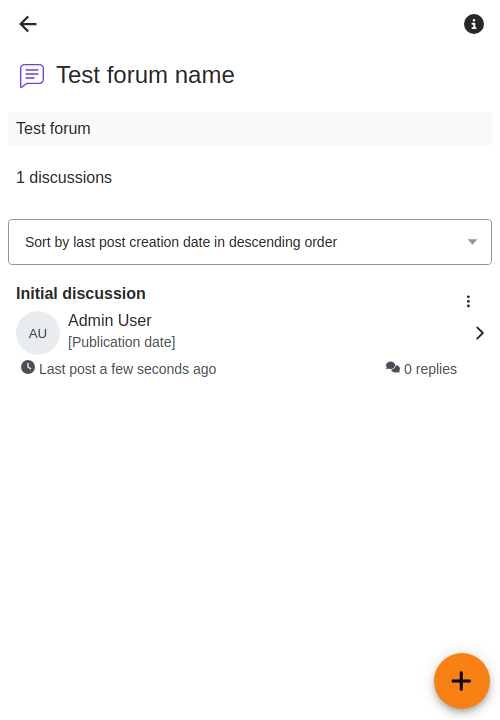 Test forum name
Test forum
1 discussions
Sort by last post creation date in descending order
Initial discussion
AU
Admin User
[Publication date]
Last post a few seconds ago
0 replies